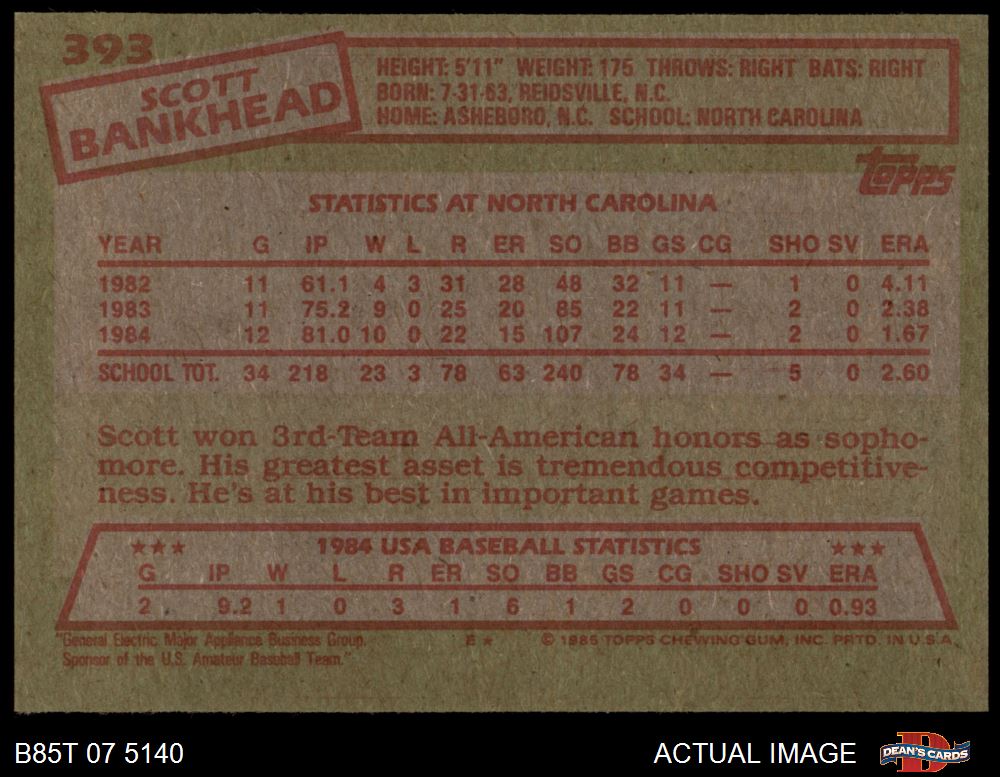 393
SCOTT
BANKHEAD
HEIGHT: 5'11" WEIGHT: 175 THROWS: RIGHT BATS: RIGHT
BORN: 7-31-63, REIDSVILLE, N.C.
HOME: ASHEBORO, N.C. SCHOOL: NORTH CAROLINA
TOPPS
STATISTICS AT NORTH CAROLINA
YEAR G IP W L R ER SO BB GS CG SHO SV ERA
1982 11 61.1 4 3 31 28 48 32 11 — 1 0 4.11
1983 11 75.2 9 0 25 20 85 22 11 — 2 0 2.38
1984 12 81.0 10 0 22 15 107 24 12 — 2 0 1.67
SCHOOL TOT. 34 218 23 3 78 63 240 78 34 — 5 0 2.60
Scott won 3rd-Team All-American honors as sopho-
more. His greatest asset is tremendous competitive-
ness. He's at his best in important games.
★★★ 1984 USA BASEBALL STATISTICS ★★★
G IP W L R ER SO BB GS CG SHO SV ERA
2 9.2 1 0 3 1 6 1 2 0 0 0 0.93
"General Electric Major Appliance Business Group.
Sponsor of the U.S. Amateur Baseball Team."
E ★ © 1985 TOPPS CHEWING GUM, INC. PRTD. IN U.S.A.
B85T 07 5140 ACTUAL IMAGE
D DEAN'S CARDS